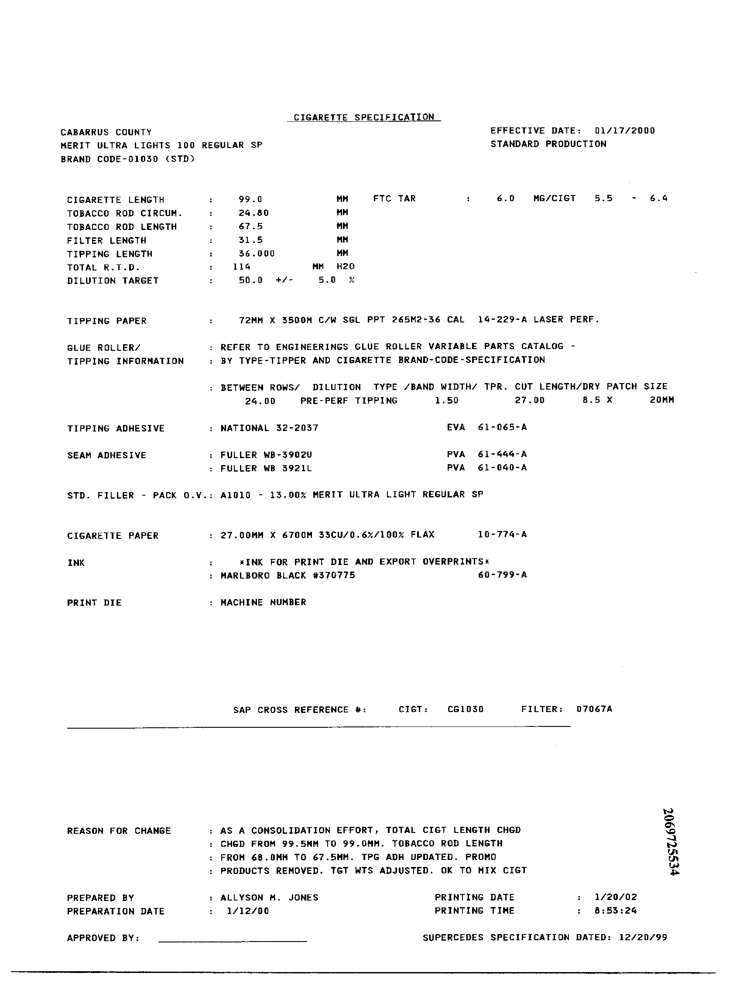 CIGARETTE SPECIFICATION
CABARRUS COUNTY EFFECTIVE DATE: 01/17/2000
MERIT ULTRA LIGHTS 100 REGULAR SP STANDARD PRODUCTION
BRAND CODE-01030 (STD)
CIGARETTE LENGTH : 99.0 MM FTC TAR : 6.0 MG/CIGT 5.5 - 6.4
TOBACCO ROD CIRCUM. : 24.80 MM
TOBACCO ROD LENGTH : 67.5 MM
FILTER LENGTH : 31.5 MM
TIPPING LENGTH : 36.000 MM
TOTAL R.T.D. : 114 MM H2O
DILUTION TARGET : 50.0 +/- 5.0 %
TIPPING PAPER : 72MM X 3500M C/W SGL PPT 265M2-36 CAL 14-229-A LASER PERF.
GLUE ROLLER/ : REFER TO ENGINEERINGS GLUE ROLLER VARIABLE PARTS CATALOG -
TIPPING INFORMATION : BY TYPE-TIPPER AND CIGARETTE BRAND-CODE-SPECIFICATION
: BETWEEN ROWS/ DILUTION TYPE /BAND WIDTH/ TPR. CUT LENGTH/DRY PATCH SIZE
24.00 PRE-PERF TIPPING 1.50 27.00 8.5 X 20MM
TIPPING ADHESIVE : NATIONAL 32-2037 EVA 61-065-A
SEAM ADHESIVE : FULLER WB-3902U PVA 61-444-A
: FULLER WB 3921L PVA 61-040-A
STD. FILLER - PACK O.V.: A1010 - 13.00% MERIT ULTRA LIGHT REGULAR SP
CIGARETTE PAPER : 27.00MM X 6700M 33CU/0.6%/100% FLAX 10-774-A
INK : *INK FOR PRINT DIE AND EXPORT OVERPRINTS*
: MARLBORO BLACK #370775 60-799-A
PRINT DIE : MACHINE NUMBER
SAP CROSS REFERENCE #: CIGT: CG1030 FILTER: 07067A
REASON FOR CHANGE : AS A CONSOLIDATION EFFORT, TOTAL CIGT LENGTH CHGD
: CHGD FROM 99.5MM TO 99.0MM. TOBACCO ROD LENGTH
: FROM 68.0MM TO 67.5MM. TPG ADH UPDATED. PROMO
: PRODUCTS REMOVED. TGT WTS ADJUSTED. OK TO MIX CIGT
PREPARED BY : ALLYSON M. JONES PRINTING DATE : 1/20/02
PREPARATION DATE : 1/12/00 PRINTING TIME : 8:53:24
APPROVED BY: SUPERCEDES SPECIFICATION DATED: 12/20/99
2069725534